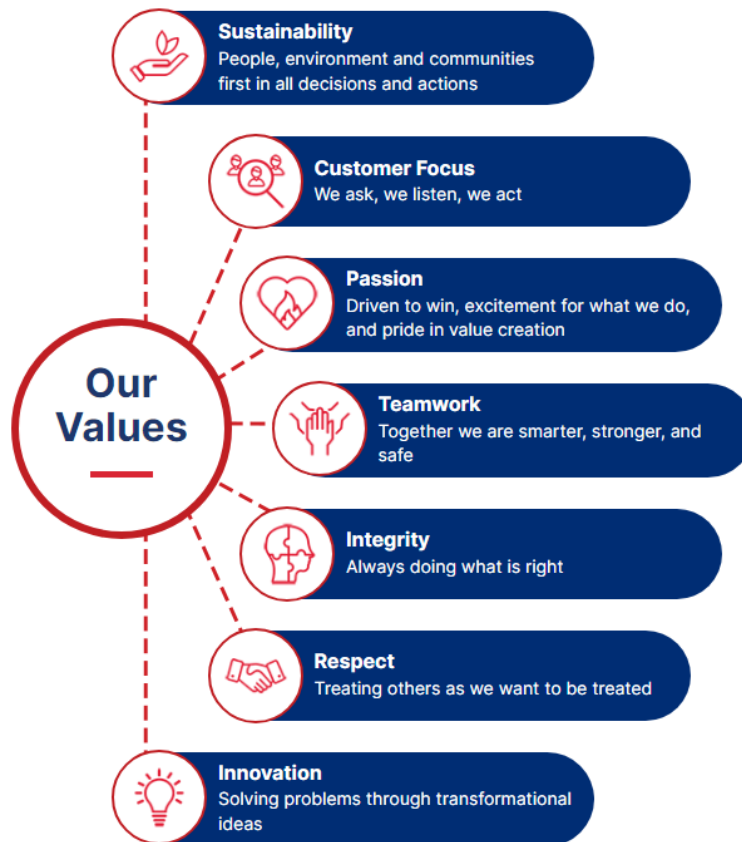 Sustainability
People, environment and communities
first in all decisions and actions
Customer Focus
We ask, we listen, we act
Passion
Driven to win, excitement for what we do,
and pride in value creation
Our
Values
Teamwork
Together we are smarter, stronger, and
safe
Integrity
Always doing what is right
Respect
Treating others as we want to be treated
Innovation
Solving problems through transformational
ideas